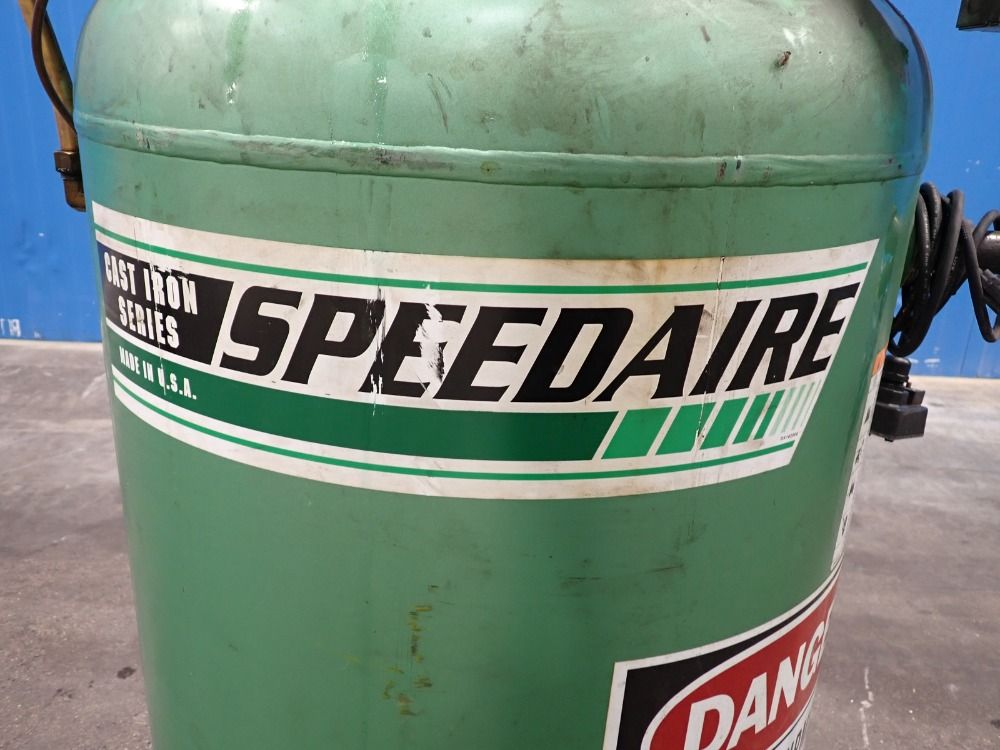 CAST IRON
SERIES
SPEEDAIRE
MADE IN U.S.A.
DANG